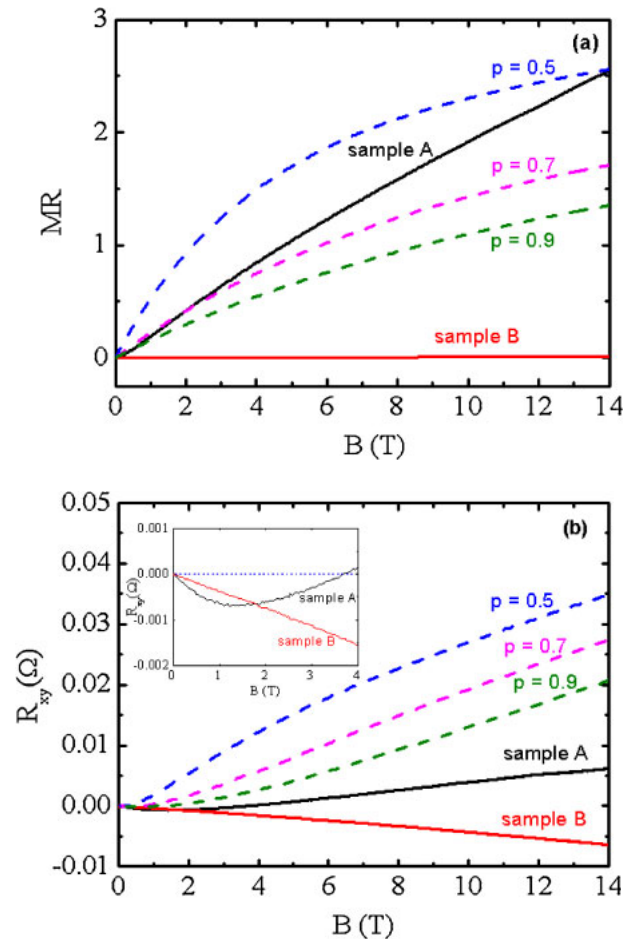 3
(a)
p = 0.5
2
sample A
MR
p = 0.7
1
p = 0.9
sample B
0
0 2 4 6 8 10 12 14
B (T)
0.05
(b)
0.001
0.04
0.000
p = 0.5
Rxy(Ω)
sample A
0.03
-0.001
p = 0.7
sample B
p = 0.9
-0.002
0 1 2 3 4
B (T)
0.02
Rxy(Ω)
0.01
sample A
0.00
sample B
-0.01
0 2 4 6 8 10 12 14
B (T)